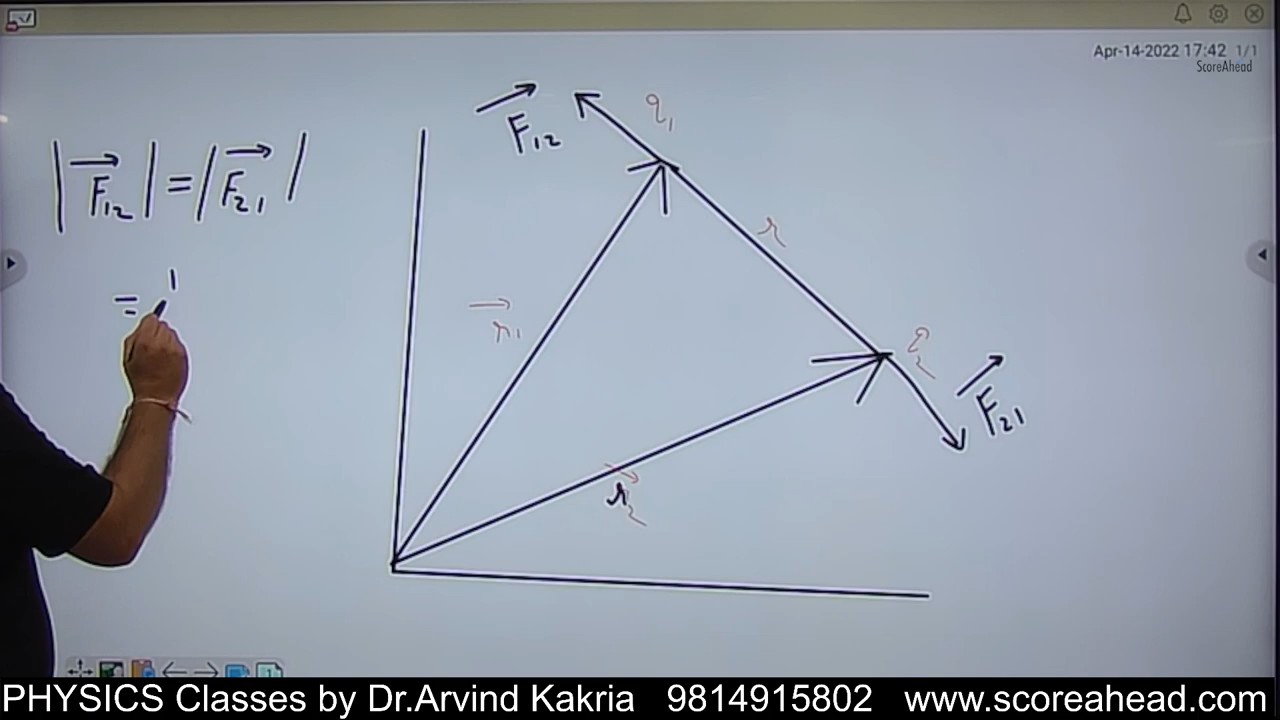 Apr-14-2022 17:42 1/1
ScoreAhead
|F₁₂| = |F₂₁|
= 1
F₁₂
q₁
r
r₁
q₂
F₂₁
r₂
PHYSICS Classes by Dr.Arvind Kakria 9814915802 www.scoreahead.com